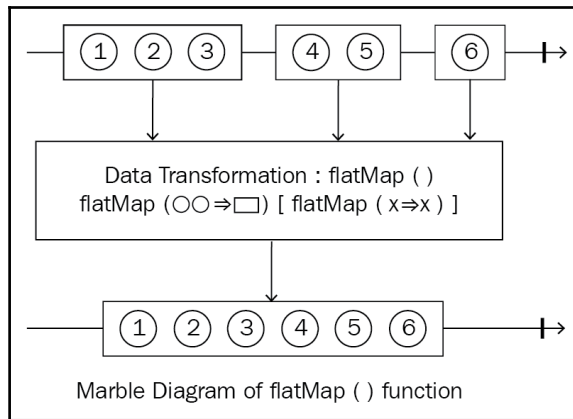 1 2 3 4 5 6
Data Transformation : flatMap ( )
flatMap (○○⇒▭) [ flatMap ( x⇒x ) ]
1 2 3 4 5 6
Marble Diagram of flatMap ( ) function